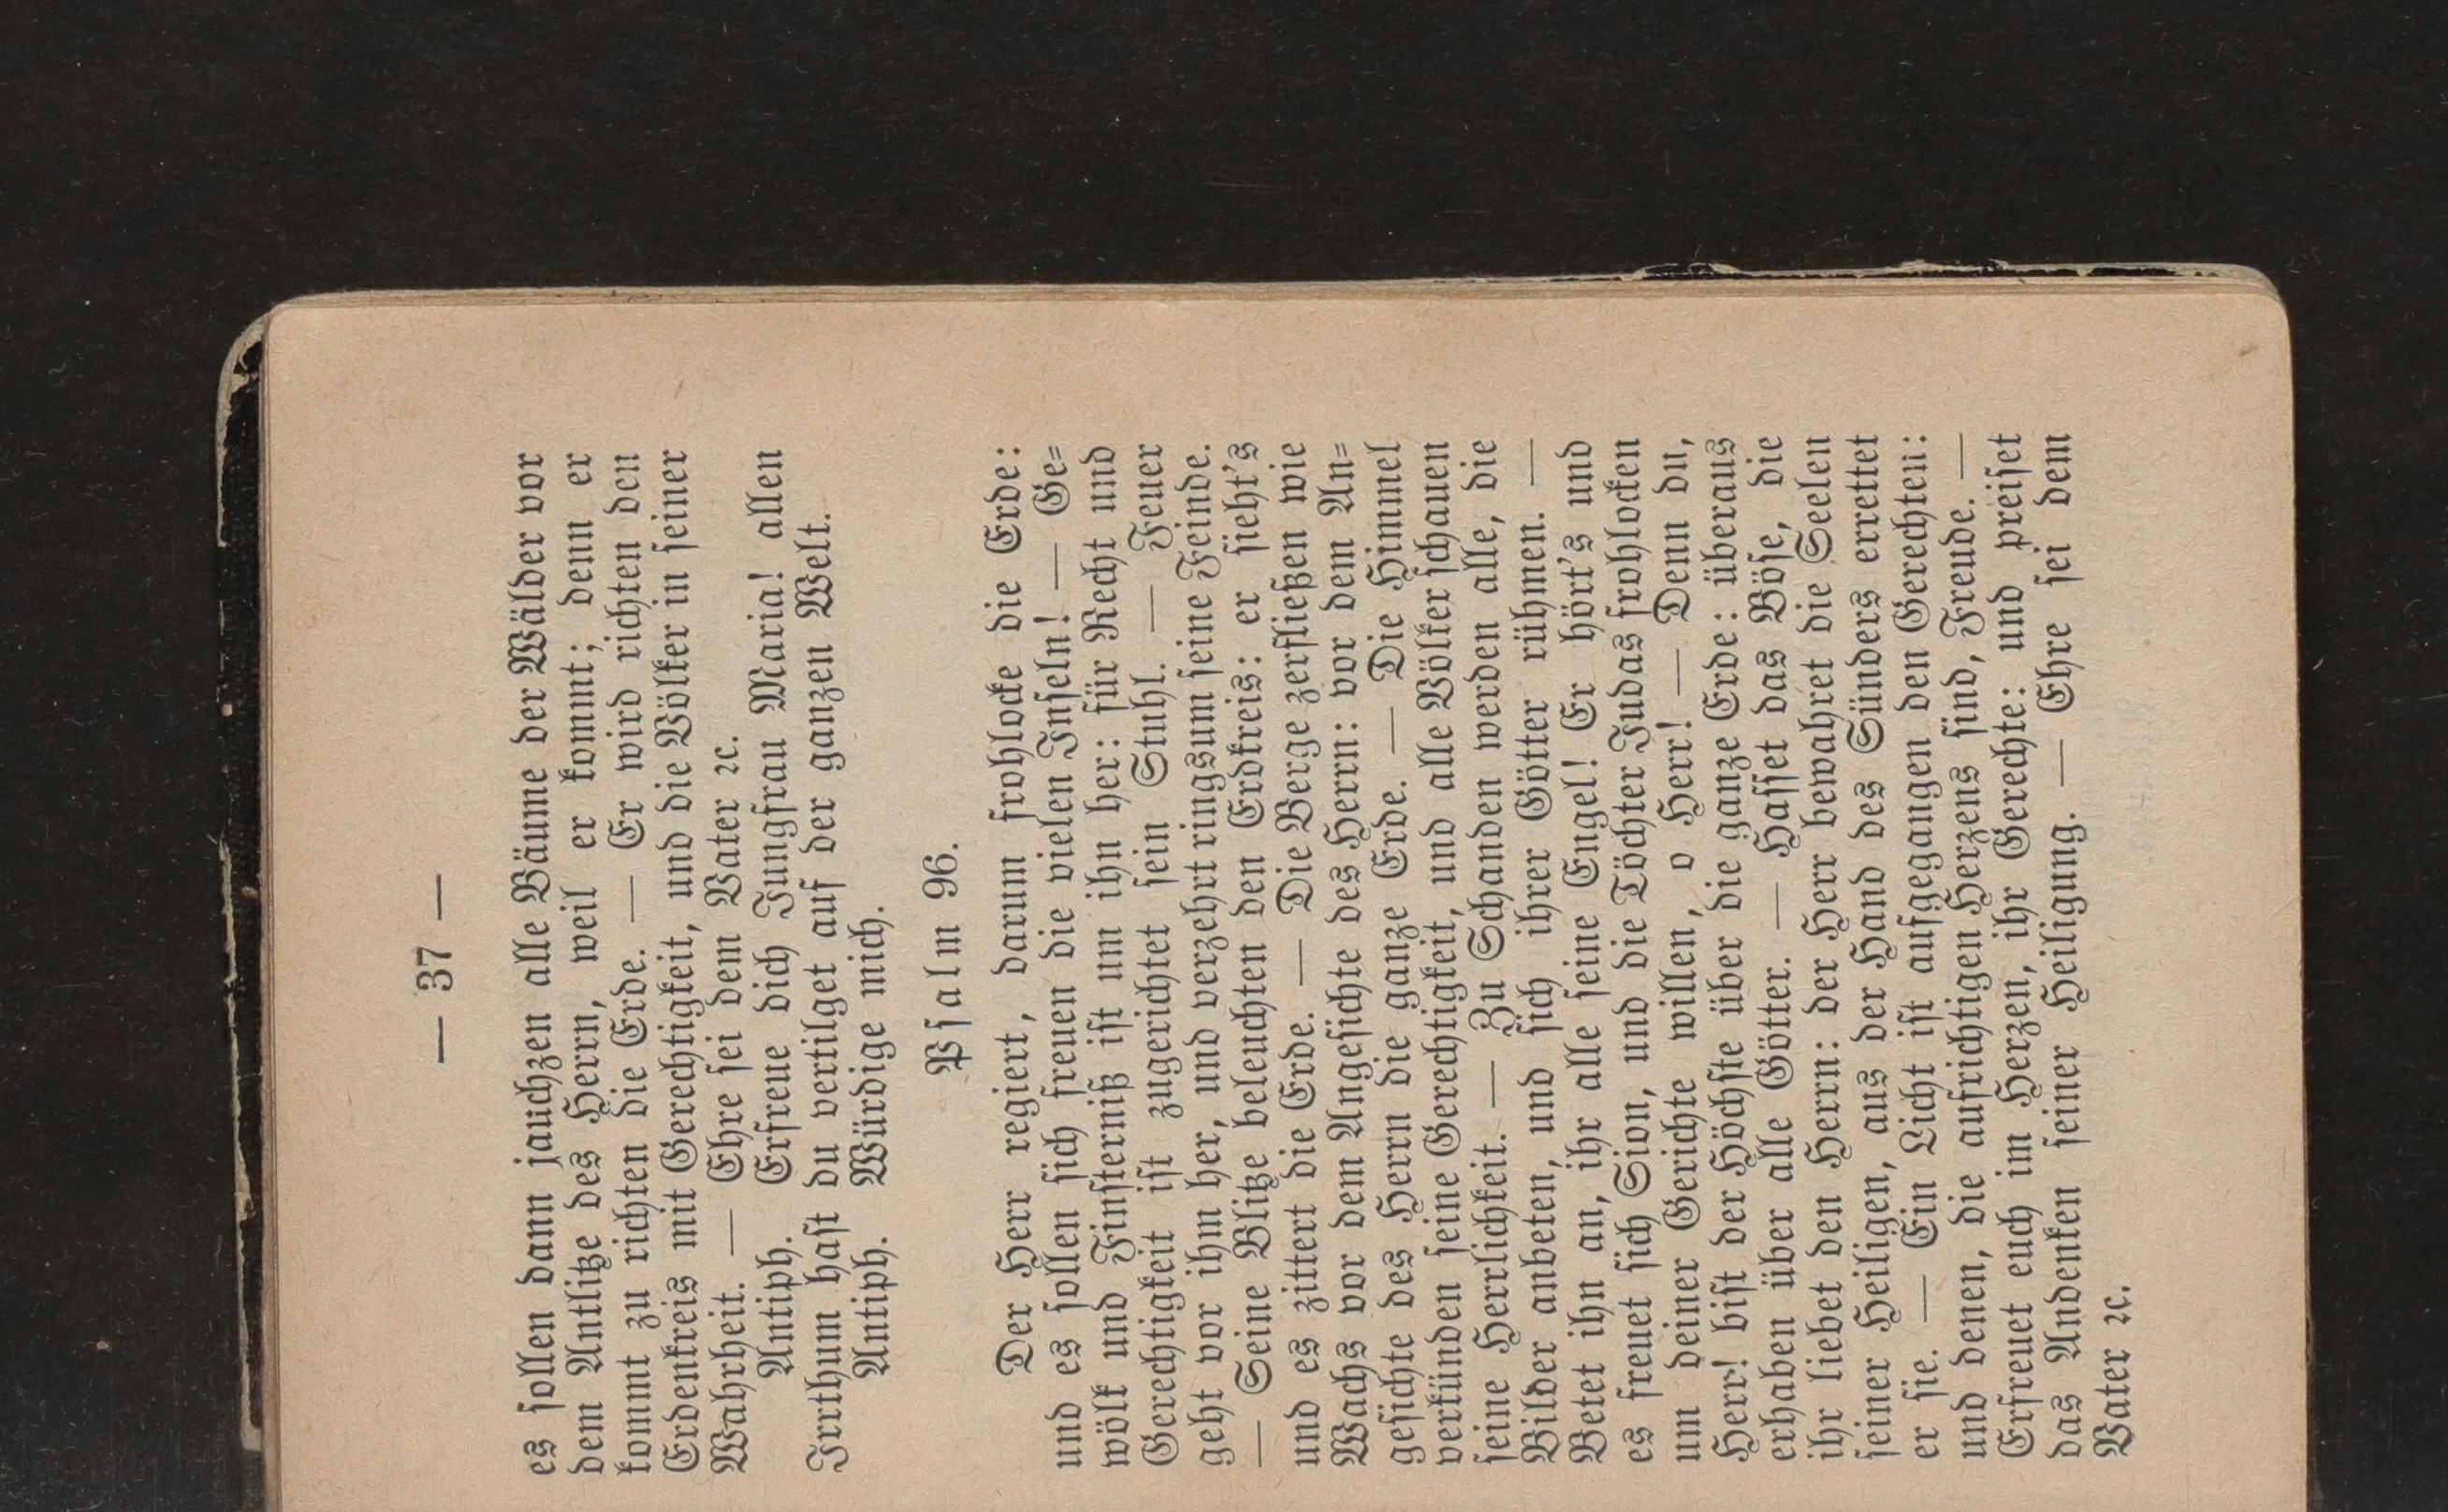 — 37 —
es sollen dann jauchzen alle Bäume der Wälder vor
dem Antlitze des Herrn, weil er kommt; denn er
kommt zu richten die Erde. — Er wird richten den
Erdenkreis mit Gerechtigkeit, und die Völker in seiner
Wahrheit. — Ehre sei dem Vater ꝛc.
Antiph. Erfreue dich Jungfrau Maria! allen
Irrthum hast du vertilget auf der ganzen Welt.
Antiph. Würdige mich.
Psalm 96.
Der Herr regiert, darum frohlocke die Erde:
und es sollen sich freuen die vielen Inseln! — Ge=
wölk und Finsterniß ist um ihn her: für Recht und
Gerechtigkeit ist zugerichtet sein Stuhl. — Feuer
geht vor ihm her, und verzehrt ringsum seine Feinde.
— Seine Blitze beleuchten den Erdkreis: er sieht's
und es zittert die Erde. — Die Berge zerfließen wie
Wachs vor dem Angesichte des Herrn: vor dem An=
gesichte des Herrn die ganze Erde. — Die Himmel
verkünden seine Gerechtigkeit, und alle Völker schauen
seine Herrlichkeit. — Zu Schanden werden alle, die
Bilder anbeten, und sich ihrer Götter rühmen. —
Betet ihn an, ihr alle seine Engel! Er hört's und
es freuet sich Sion, und die Töchter Judas frohlocken
um deiner Gerichte willen, o Herr! — Denn du,
Herr! bist der Höchste über die ganze Erde: überaus
erhaben über alle Götter. — Hasset das Böse, die
ihr liebet den Herrn: der Herr bewahret die Seelen
seiner Heiligen, aus der Hand des Sünders errettet
er sie. — Ein Licht ist aufgegangen den Gerechten:
und denen, die aufrichtigen Herzens sind, Freude. —
Erfreuet euch im Herzen, ihr Gerechte: und preiset
das Andenken seiner Heiligung. — Ehre sei dem
Vater ꝛc.